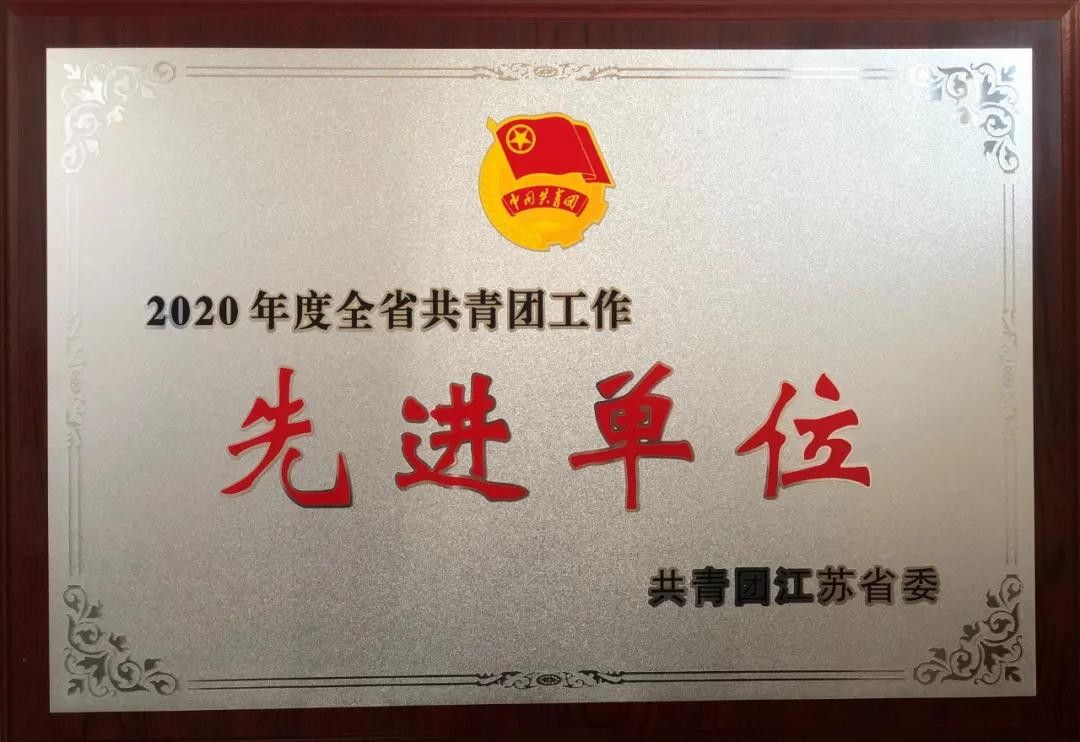 中国共青团
2020年度全省共青团工作
先进单位
共青团江苏省委